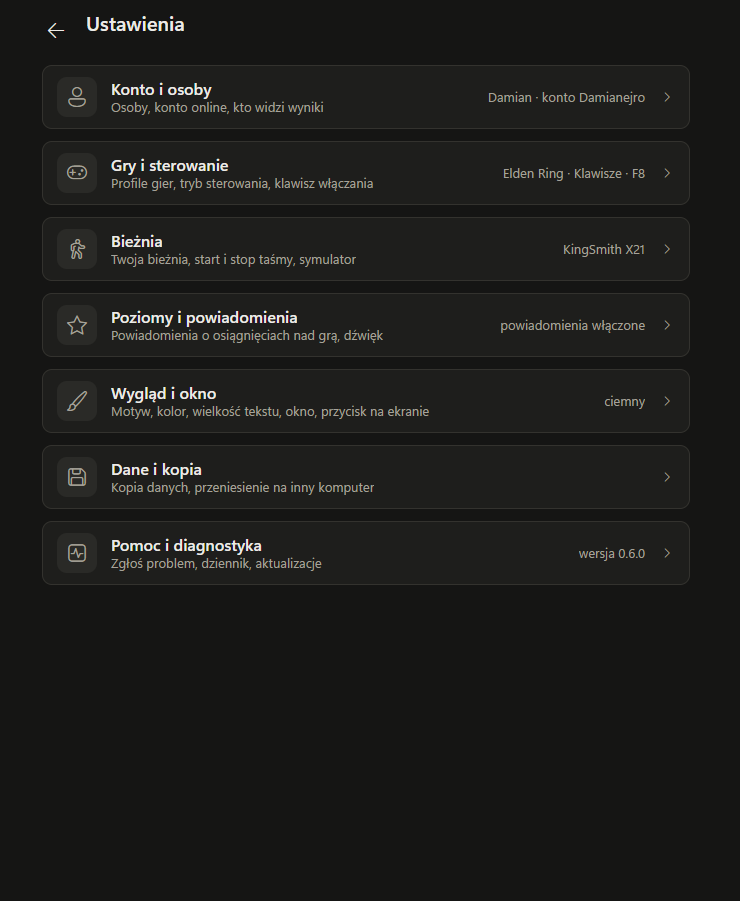 Ustawienia
Konto i osoby
Osoby, konto online, kto widzi wyniki
Damian · konto Damianejro
Gry i sterowanie
Profile gier, tryb sterowania, klawisz włączania
Elden Ring · Klawisze · F8
Bieżnia
Twoja bieżnia, start i stop taśmy, symulator
KingSmith X21
Poziomy i powiadomienia
Powiadomienia o osiągnięciach nad grą, dźwięk
powiadomienia włączone
Wygląd i okno
Motyw, kolor, wielkość tekstu, okno, przycisk na ekranie
ciemny
Dane i kopia
Kopia danych, przeniesienie na inny komputer
Pomoc i diagnostyka
Zgłoś problem, dziennik, aktualizacje
wersja 0.6.0